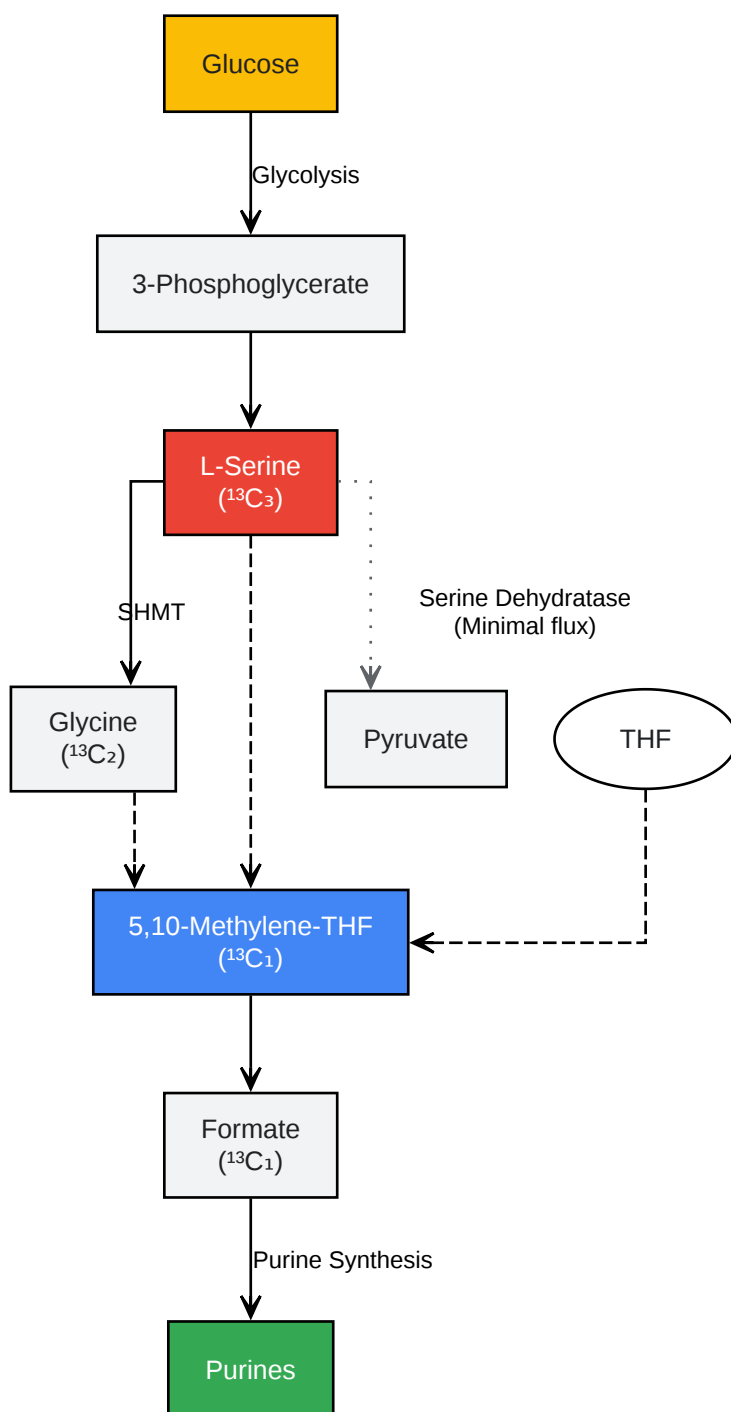 Glucose
Glycolysis
3-Phosphoglycerate
L-Serine
(¹³C₃)
SHMT
Serine Dehydratase
(Minimal flux)
Glycine
(¹³C₂)
Pyruvate
THF
5,10-Methylene-THF
(¹³C₁)
Formate
(¹³C₁)
Purine Synthesis
Purines